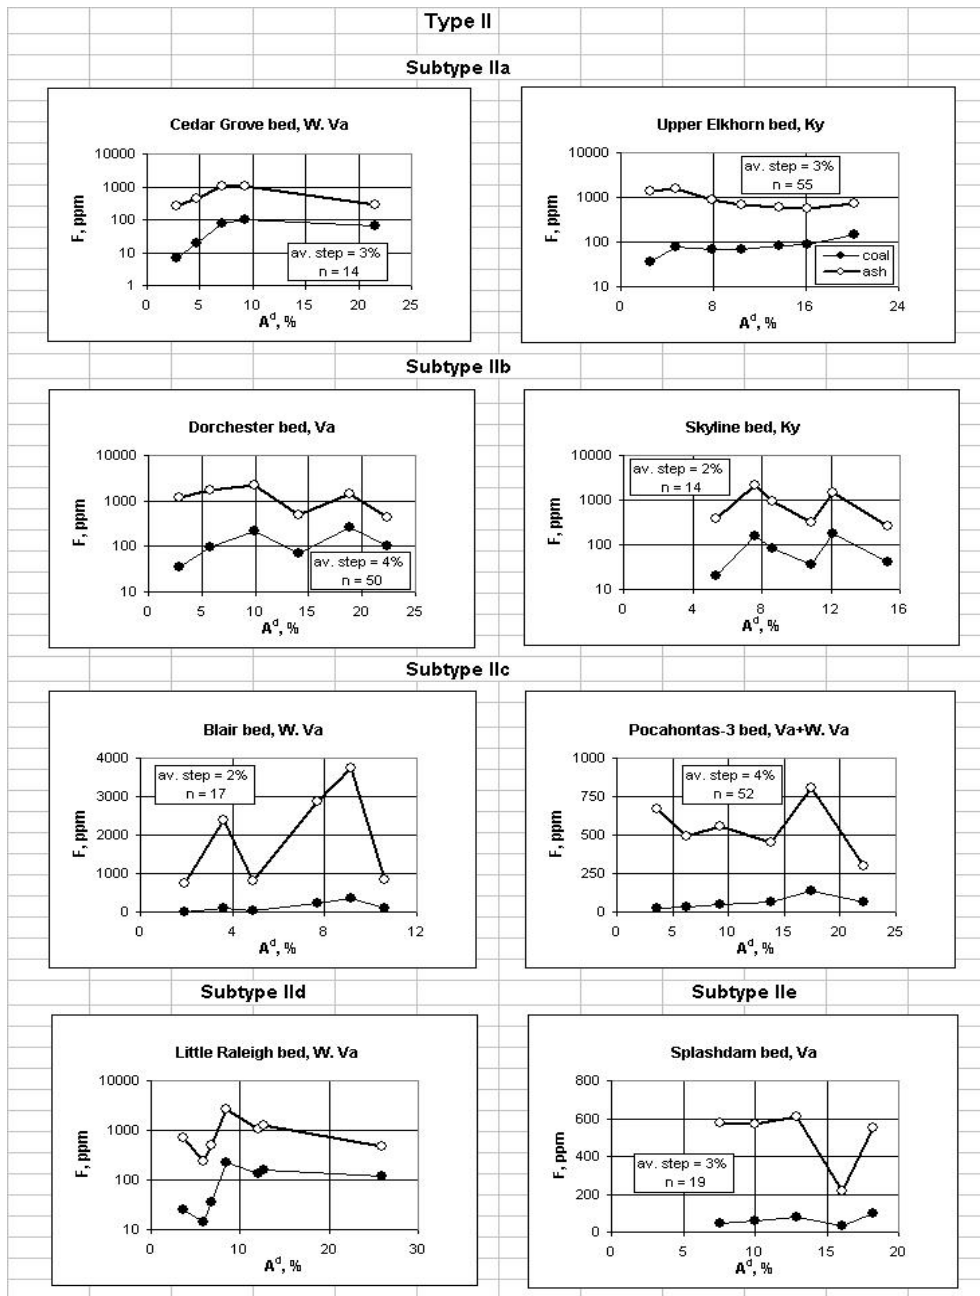 Type II
Subtype IIa
Cedar Grove bed, W. Va
10000
1000
100
10
1
F, ppm
av. step = 3%
n = 14
0 5 10 15 20 25
Aᵈ, %
Upper Elkhorn bed, Ky
10000
1000
100
10
F, ppm
av. step = 3%
n = 55
coal
ash
0 8 16 24
Aᵈ, %
Subtype IIb
Dorchester bed, Va
10000
1000
100
10
F, ppm
av. step = 4%
n = 50
0 5 10 15 20 25
Aᵈ, %
Skyline bed, Ky
10000
1000
100
10
F, ppm
av. step = 2%
n = 14
0 4 8 12 16
Aᵈ, %
Subtype IIc
Blair bed, W. Va
4000
3000
2000
1000
0
F, ppm
av. step = 2%
n = 17
0 4 8 12
Aᵈ, %
Pocahontas-3 bed, Va+W. Va
1000
750
500
250
0
F, ppm
av. step = 4%
n = 52
0 5 10 15 20 25
Aᵈ, %
Subtype IId
Little Raleigh bed, W. Va
10000
1000
100
10
F, ppm
0 10 20 30
Aᵈ, %
Subtype IIe
Splashdam bed, Va
800
600
400
200
0
F, ppm
av. step = 3%
n = 19
0 5 10 15 20
Aᵈ, %